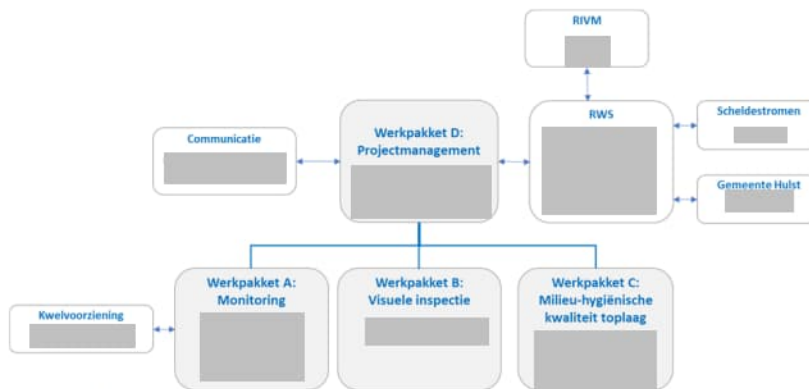 RIVM
RWS
Scheldestromen
Werkpakket D:
Projectmanagement
Communicatie
Gemeente Hulst
Werkpakket A:
Monitoring
Werkpakket B:
Visuele inspectie
Werkpakket C:
Milieu-hygiënische
kwaliteit toplaag
Kwelvoorziening